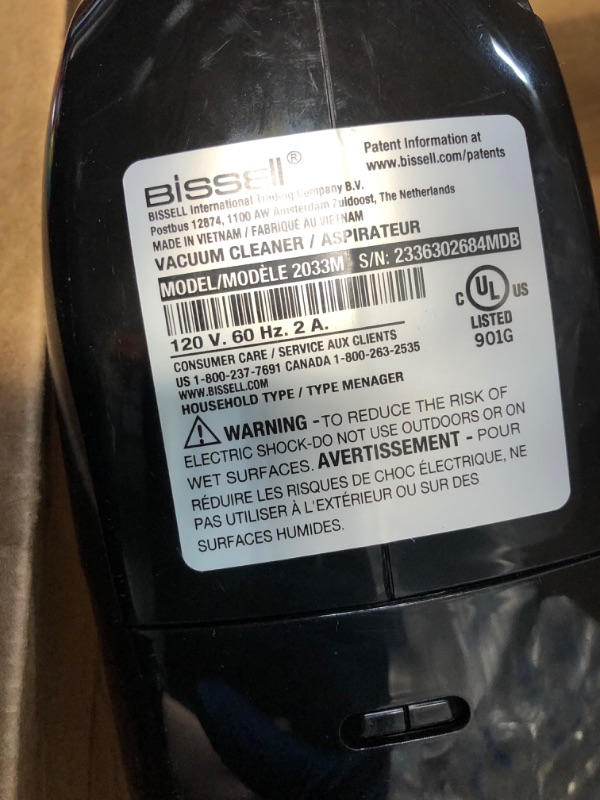 Patent Information at
www.bissell.com/patents
BISSELL®
BISSELL International Trading Company B.V.
Postbus 12874, 1100 AW Amsterdam Zuidoost, The Netherlands
MADE IN VIETNAM / FABRIQUÉ AU VIETNAM
VACUUM CLEANER / ASPIRATEUR
MODEL/MODÈLE 2033M S/N: 2336302684MDB
120 V. 60 Hz. 2 A.
C UL US
LISTED
901G
CONSUMER CARE / SERVICE AUX CLIENTS
US 1-800-237-7691 CANADA 1-800-263-2535
WWW.BISSELL.COM
HOUSEHOLD TYPE / TYPE MENAGER
WARNING - TO REDUCE THE RISK OF
ELECTRIC SHOCK-DO NOT USE OUTDOORS OR ON
WET SURFACES. AVERTISSEMENT - POUR
RÉDUIRE LES RISQUES DE CHOC ÉLECTRIQUE, NE
PAS UTILISER À L'EXTÉRIEUR OU SUR DES
SURFACES HUMIDES.